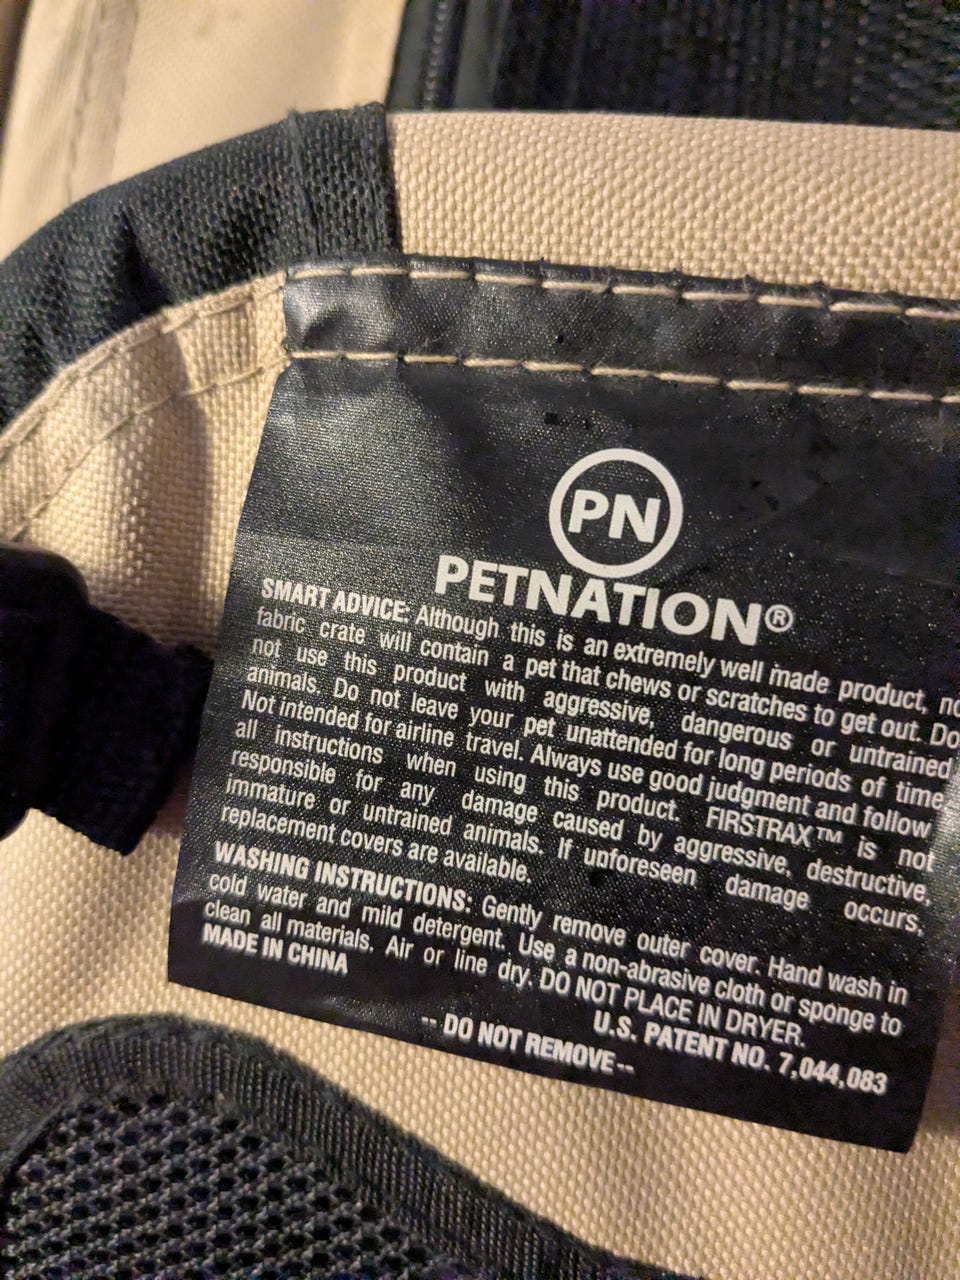 PN
PETNATION®
SMART ADVICE: Although this is an extremely well made product, no
fabric crate will contain a pet that chews or scratches to get out. Do
not use this product with aggressive, dangerous or untrained
animals. Do not leave your pet unattended for long periods of time.
Not intended for airline travel. Always use good judgment and follow
all instructions when using this product. FIRSTRAX™ is not
responsible for any damage caused by aggressive, destructive,
immature or untrained animals. If unforeseen damage occurs,
replacement covers are available.
WASHING INSTRUCTIONS: Gently remove outer cover. Hand wash in
cold water and mild detergent. Use a non-abrasive cloth or sponge to
clean all materials. Air or line dry. DO NOT PLACE IN DRYER.
MADE IN CHINA
U.S. PATENT NO. 7,044,083
-- DO NOT REMOVE --